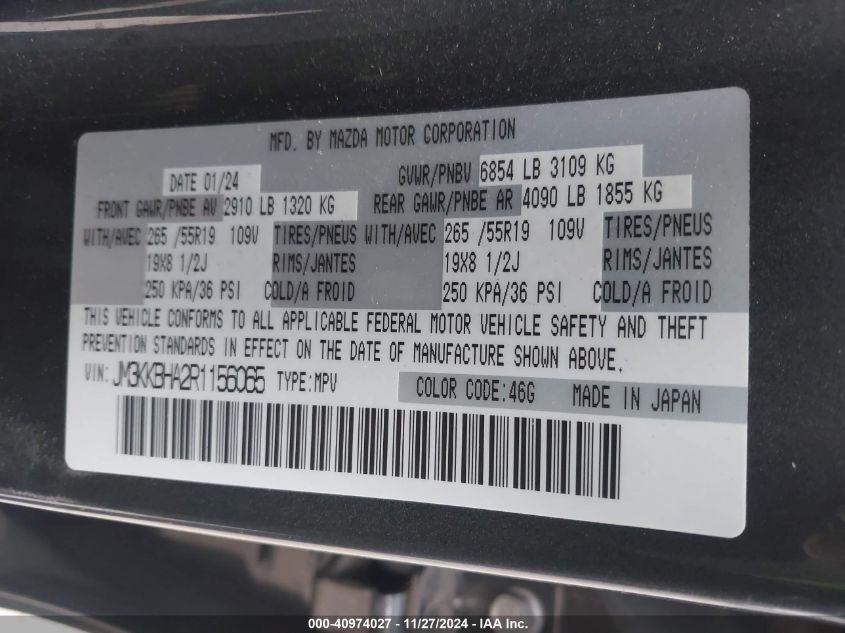 MFD. BY MAZDA MOTOR CORPORATION
DATE 01/24 GVWR/PNBV 6854 LB 3109 KG
FRONT GAWR/PNBE AV 2910 LB 1320 KG REAR GAWR/PNBE AR 4090 LB 1855 KG
WITH/AVEC 265 /55R19 109V TIRES/PNEUS WITH/AVEC 265 /55R19 109V TIRES/PNEUS
19X8 1/2J RIMS/JANTES 19X8 1/2J RIMS/JANTES
250 KPA/36 PSI COLD/A FROID 250 KPA/36 PSI COLD/A FROID
THIS VEHICLE CONFORMS TO ALL APPLICABLE FEDERAL MOTOR VEHICLE SAFETY AND THEFT
PREVENTION STANDARDS IN EFFECT ON THE DATE OF MANUFACTURE SHOWN ABOVE.
VIN: JM3KKBHA2R1156065 TYPE:MPV COLOR CODE:46G MADE IN JAPAN
000-40974027 - 11/27/2024 - IAA Inc.